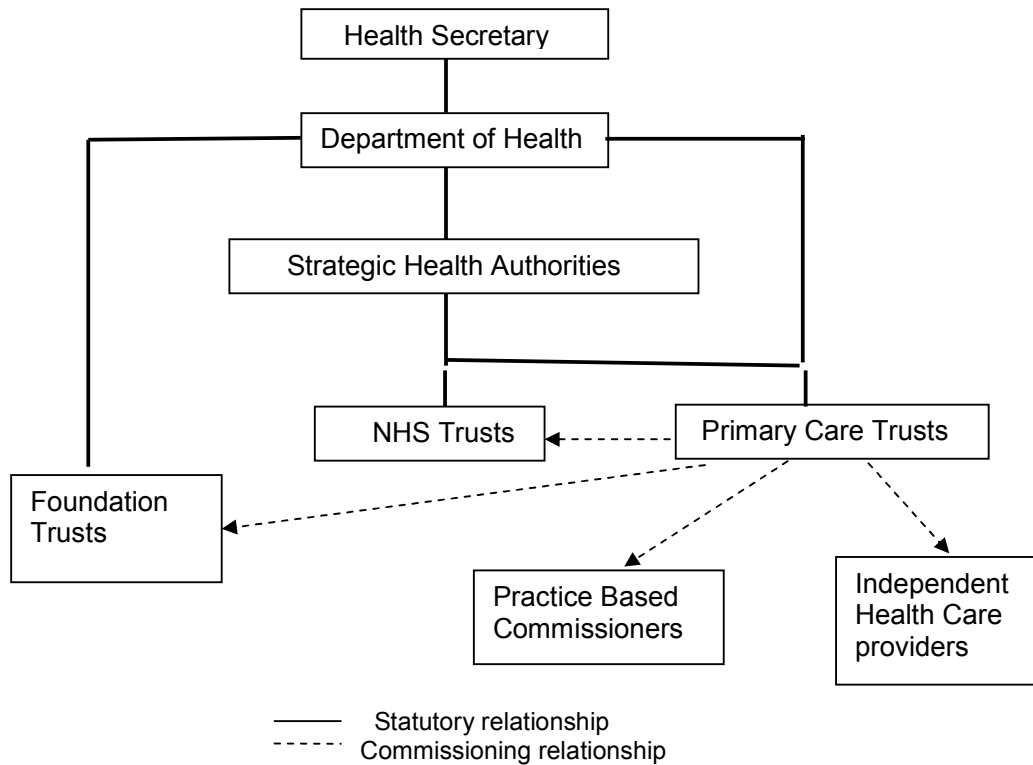 Health Secretary
Department of Health
Strategic Health Authorities
NHS Trusts
Primary Care Trusts
Foundation
Trusts
Practice Based
Commissioners
Independent
Health Care
providers
Statutory relationship
Commissioning relationship